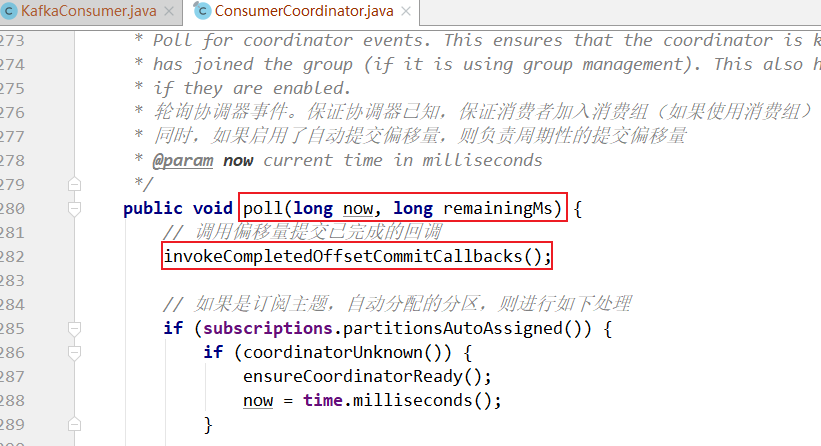 KafkaConsumer.java × ConsumerCoordinator.java ×
273 * Poll for coordinator events. This ensures that the coordinator is k
274 * has joined the group (if it is using group management). This also h
275 * if they are enabled.
276 * 轮询协调器事件。保证协调器已知，保证消费者加入消费组（如果使用消费组）
277 * 同时，如果启用了自动提交偏移量，则负责周期性的提交偏移量
278 * @param now current time in milliseconds
279 */
280 public void poll(long now, long remainingMs) {
281 // 调用偏移量提交已完成的回调
282 invokeCompletedOffsetCommitCallbacks();
283
284 // 如果是订阅主题，自动分配的分区，则进行如下处理
285 if (subscriptions.partitionsAutoAssigned()) {
286 if (coordinatorUnknown()) {
287 ensureCoordinatorReady();
288 now = time.milliseconds();
289 }